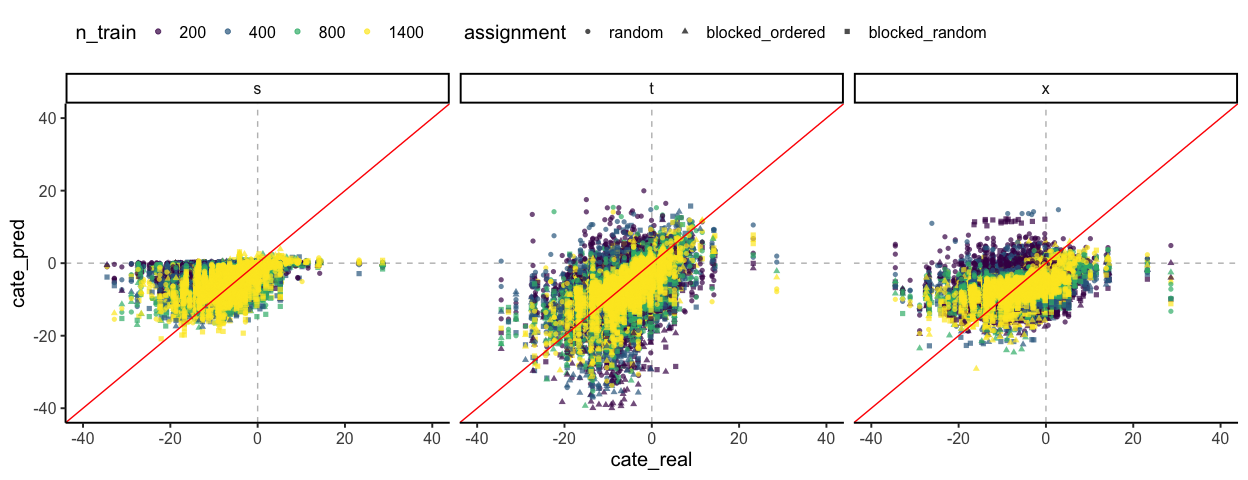 n_train 200 400 800 1400 assignment random blocked_ordered blocked_random
s t x
40
20
0
-20
-40
cate_pred
-40 -20 0 20 40 -40 -20 0 20 40 -40 -20 0 20 40
cate_real